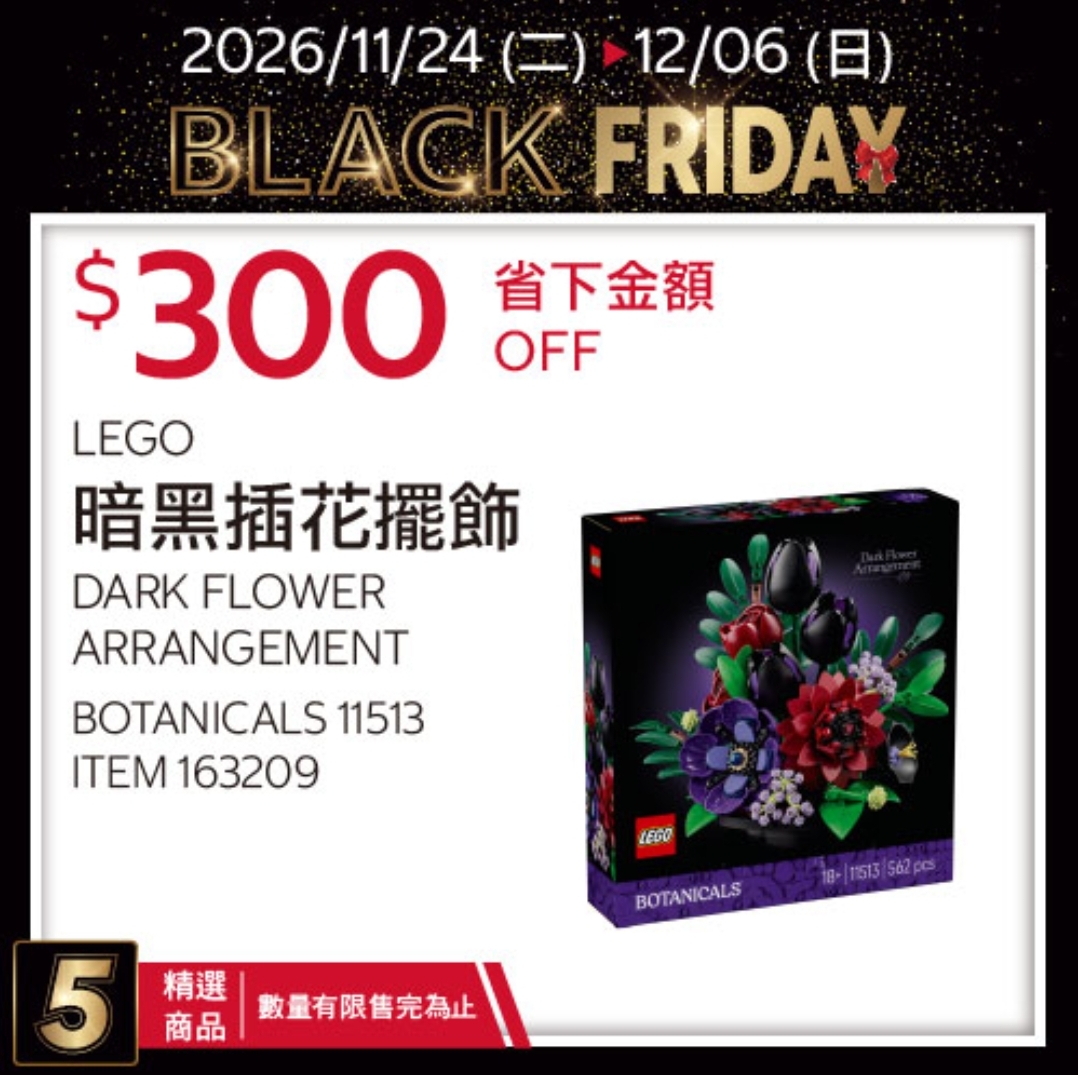 2026/11/24 (二) ▶ 12/06 (日)
BLACK FRIDAY
$300 省下金額
OFF
LEGO
暗黑插花擺飾
DARK FLOWER
ARRANGEMENT
BOTANICALS 11513
ITEM 163209
Dark Flower
Arrangement
LEGO
18+ | 11513 | 562 pcs
BOTANICALS
5
精選
商品
數量有限售完為止